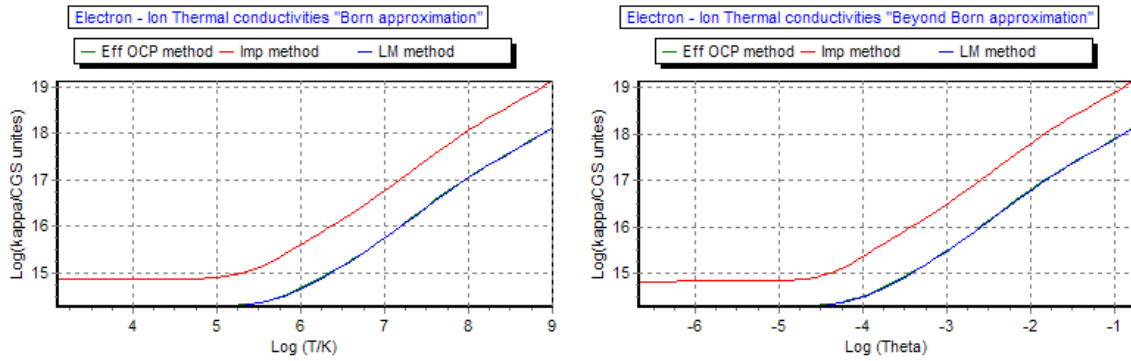 Electron - Ion Thermal conductivities "Born approximation"
Eff OCP method Imp method LM method
Log(kappa/CGS unites)
19
18
17
16
15
4 5 6 7 8 9
Log (T/K)
Electron - Ion Thermal conductivities "Beyond Born approximation"
Eff OCP method Imp method LM method
Log(kappa/CGS unites)
19
18
17
16
15
-6 -5 -4 -3 -2 -1
Log (Theta)